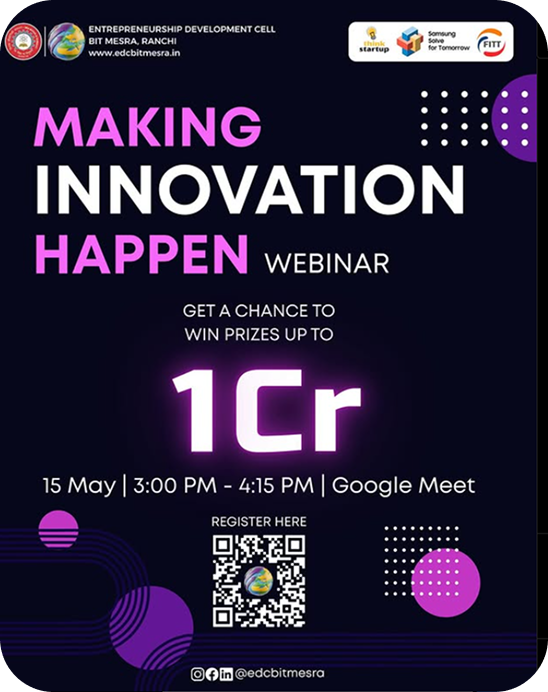 ENTREPRENEURSHIP DEVELOPMENT CELL
BIT MESRA, RANCHI
www.edcbitmesra.in
think
startup
Samsung
Solve
for Tomorrow
FITT
MAKING
INNOVATION
HAPPEN WEBINAR
GET A CHANCE TO
WIN PRIZES UP TO
1Cr
15 May | 3:00 PM - 4:15 PM | Google Meet
REGISTER HERE
@edcbitmesra